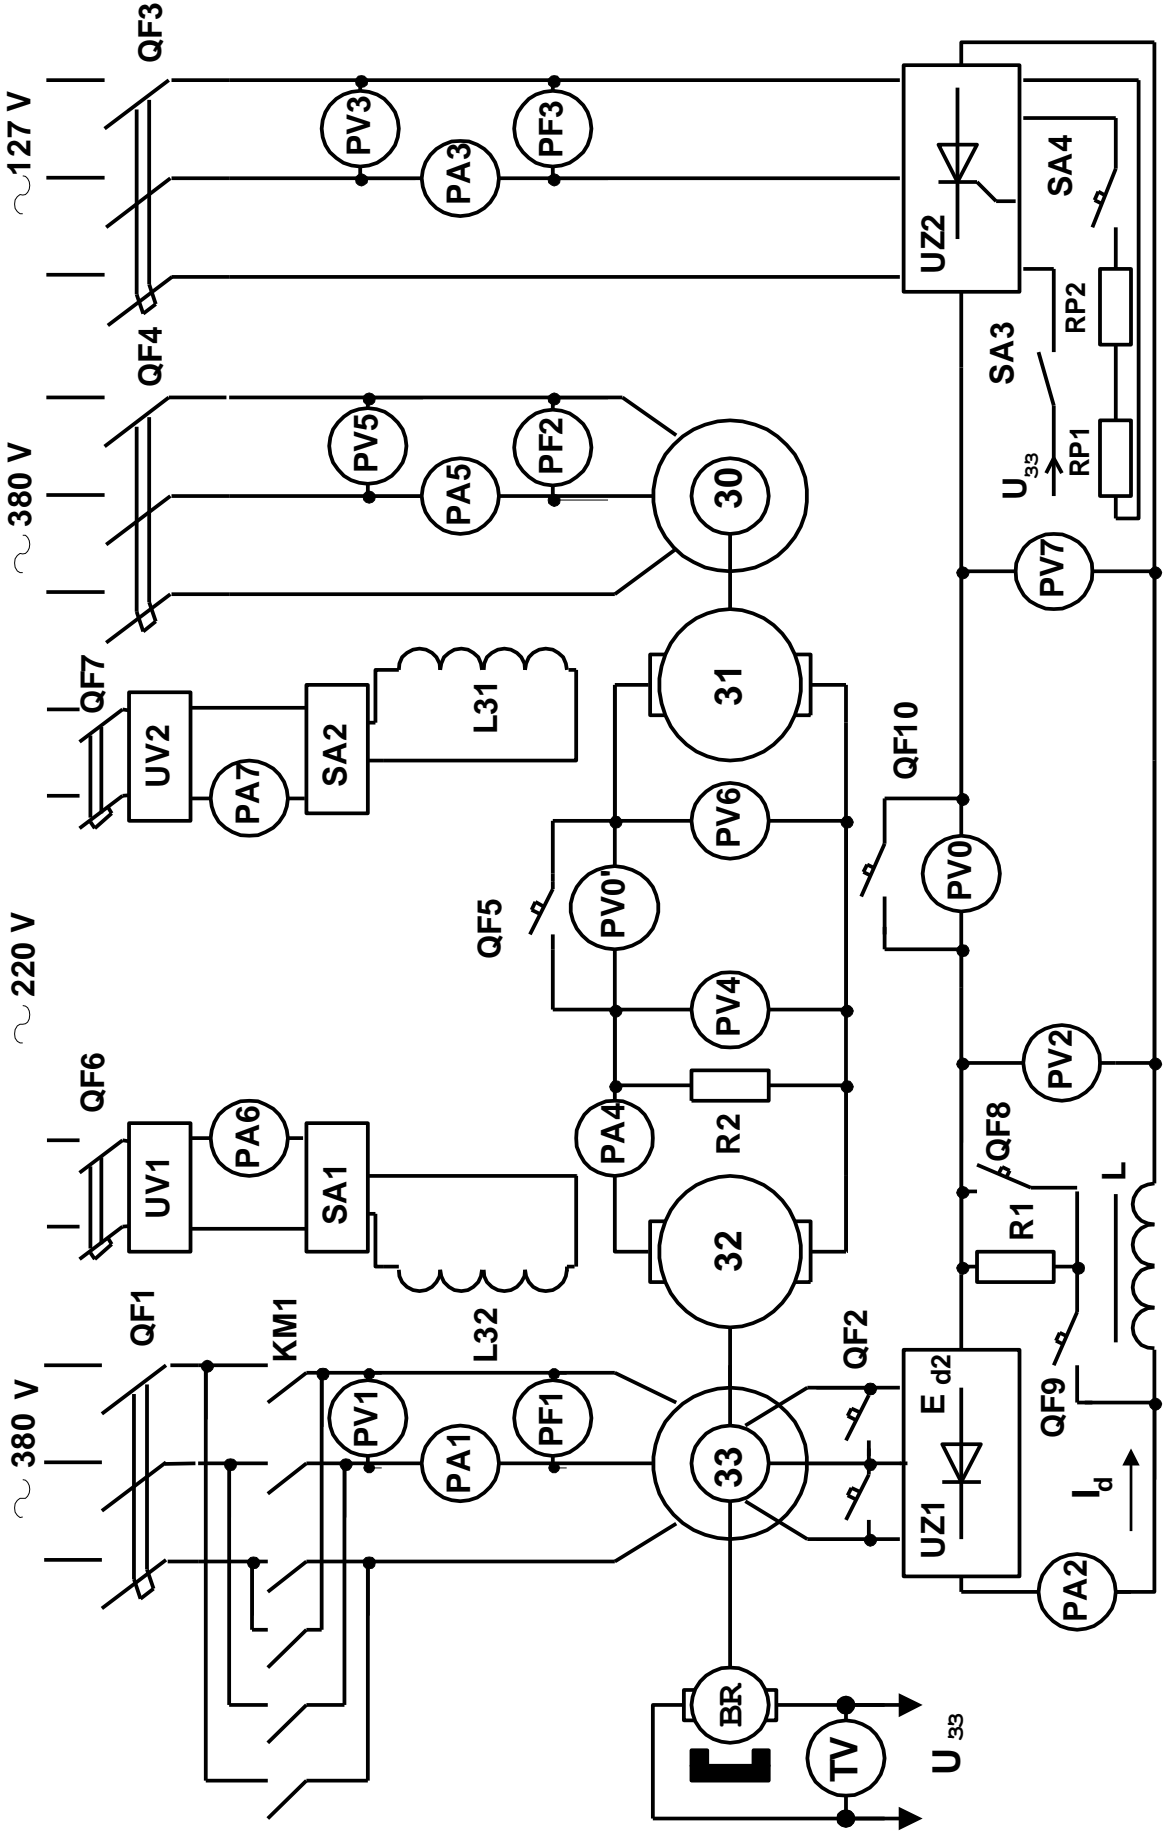 ~ 380 V
~ 220 V
~ 380 V
~127 V
QF1
QF6
QF7
QF4
QF3
KM1
UV1
UV2
PA6
PA7
SA1
SA2
L32
L31
PV1
PA1
PF1
PV5
PA5
PF2
PV3
PA3
PF3
QF5
PA4
PV0'
R2
PV4
PV6
BR
33
32
31
30
TV
U 33
QF2
QF10
UZ1
E d2
PV0
UZ2
PA2
I d
QF9
R1
QF8
L
PV2
PV7
U 33
SA3
SA4
RP1
RP2